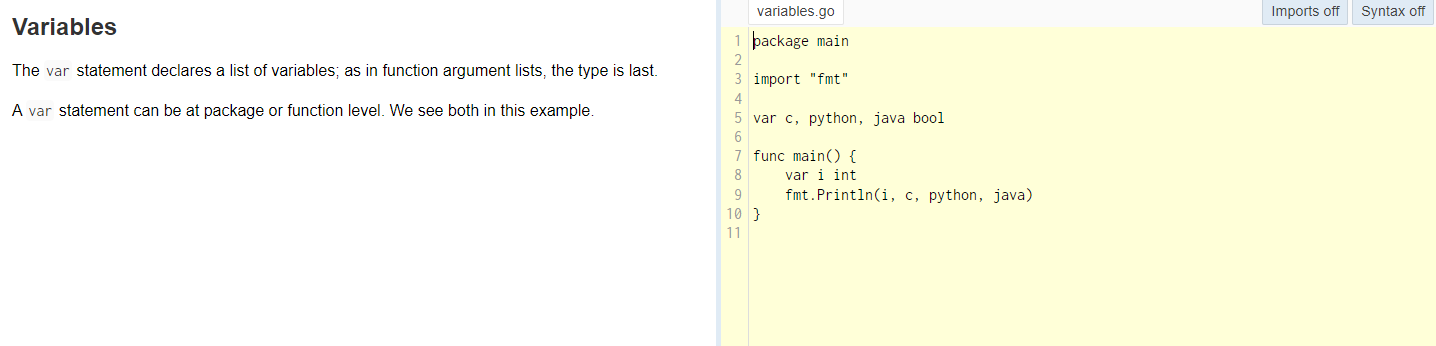 Variables
The var statement declares a list of variables; as in function argument lists, the type is last.
A var statement can be at package or function level. We see both in this example.
variables.go
Imports off
Syntax off
1 package main
2
3 import "fmt"
4
5 var c, python, java bool
6
7 func main() {
8     var i int
9     fmt.Println(i, c, python, java)
10 }
11